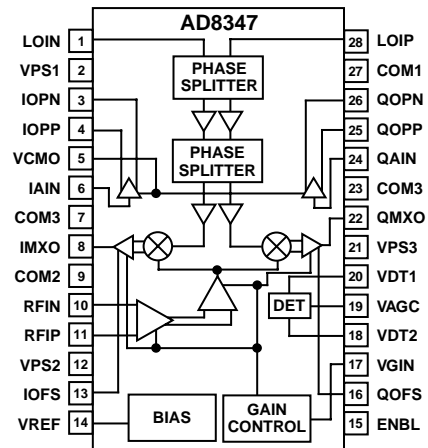 AD8347
LOIN 1
VPS1 2
IOPN 3
IOPP 4
VCMO 5
IAIN 6
COM3 7
IMXO 8
COM2 9
RFIN 10
RFIP 11
VPS2 12
IOFS 13
VREF 14
28 LOIP
27 COM1
26 QOPN
25 QOPP
24 QAIN
23 COM3
22 QMXO
21 VPS3
20 VDT1
19 VAGC
18 VDT2
17 VGIN
16 QOFS
15 ENBL
PHASE
SPLITTER
PHASE
SPLITTER
DET
BIAS
GAIN
CONTROL